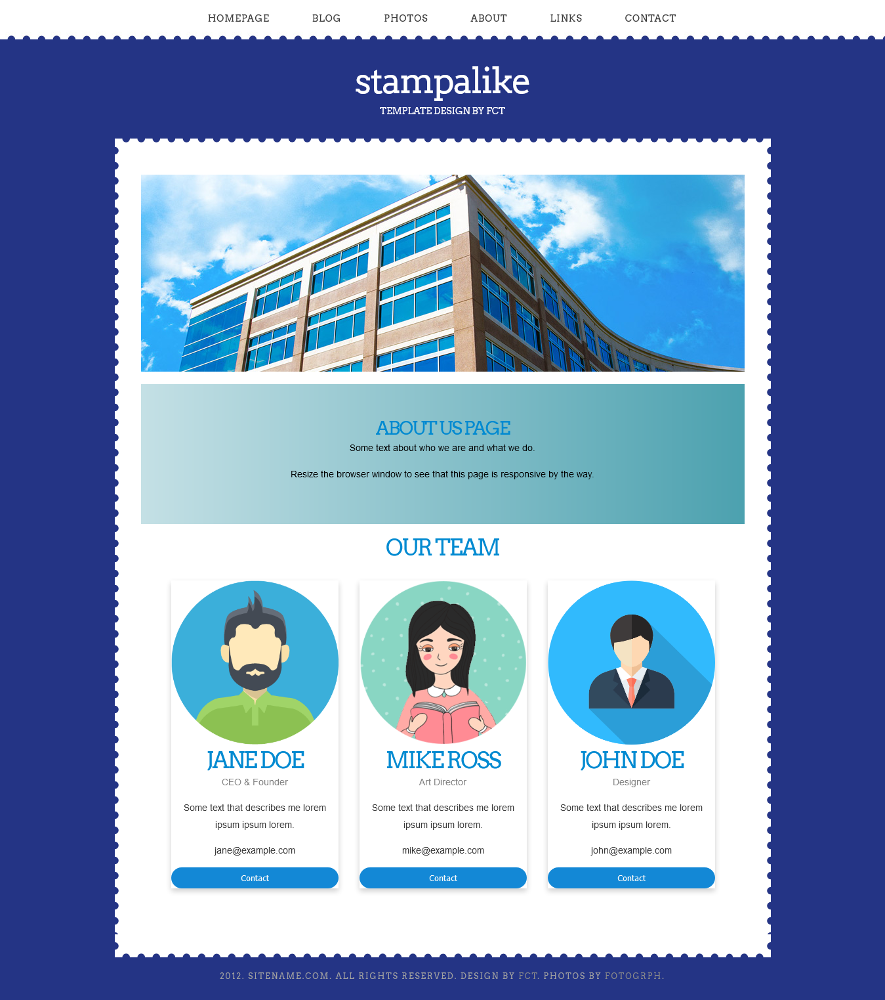 HOMEPAGE BLOG PHOTOS ABOUT LINKS CONTACT
stampalike
TEMPLATE DESIGN BY FCT
ABOUT US PAGE
Some text about who we are and what we do.
Resize the browser window to see that this page is responsive by the way.
OUR TEAM
JANE DOE
CEO & Founder
Some text that describes me lorem
ipsum ipsum lorem.
jane@example.com
Contact
MIKE ROSS
Art Director
Some text that describes me lorem
ipsum ipsum lorem.
mike@example.com
Contact
JOHN DOE
Designer
Some text that describes me lorem
ipsum ipsum lorem.
john@example.com
Contact
2012. SITENAME.COM. ALL RIGHTS RESERVED. DESIGN BY FCT. PHOTOS BY FOTOGRPH.